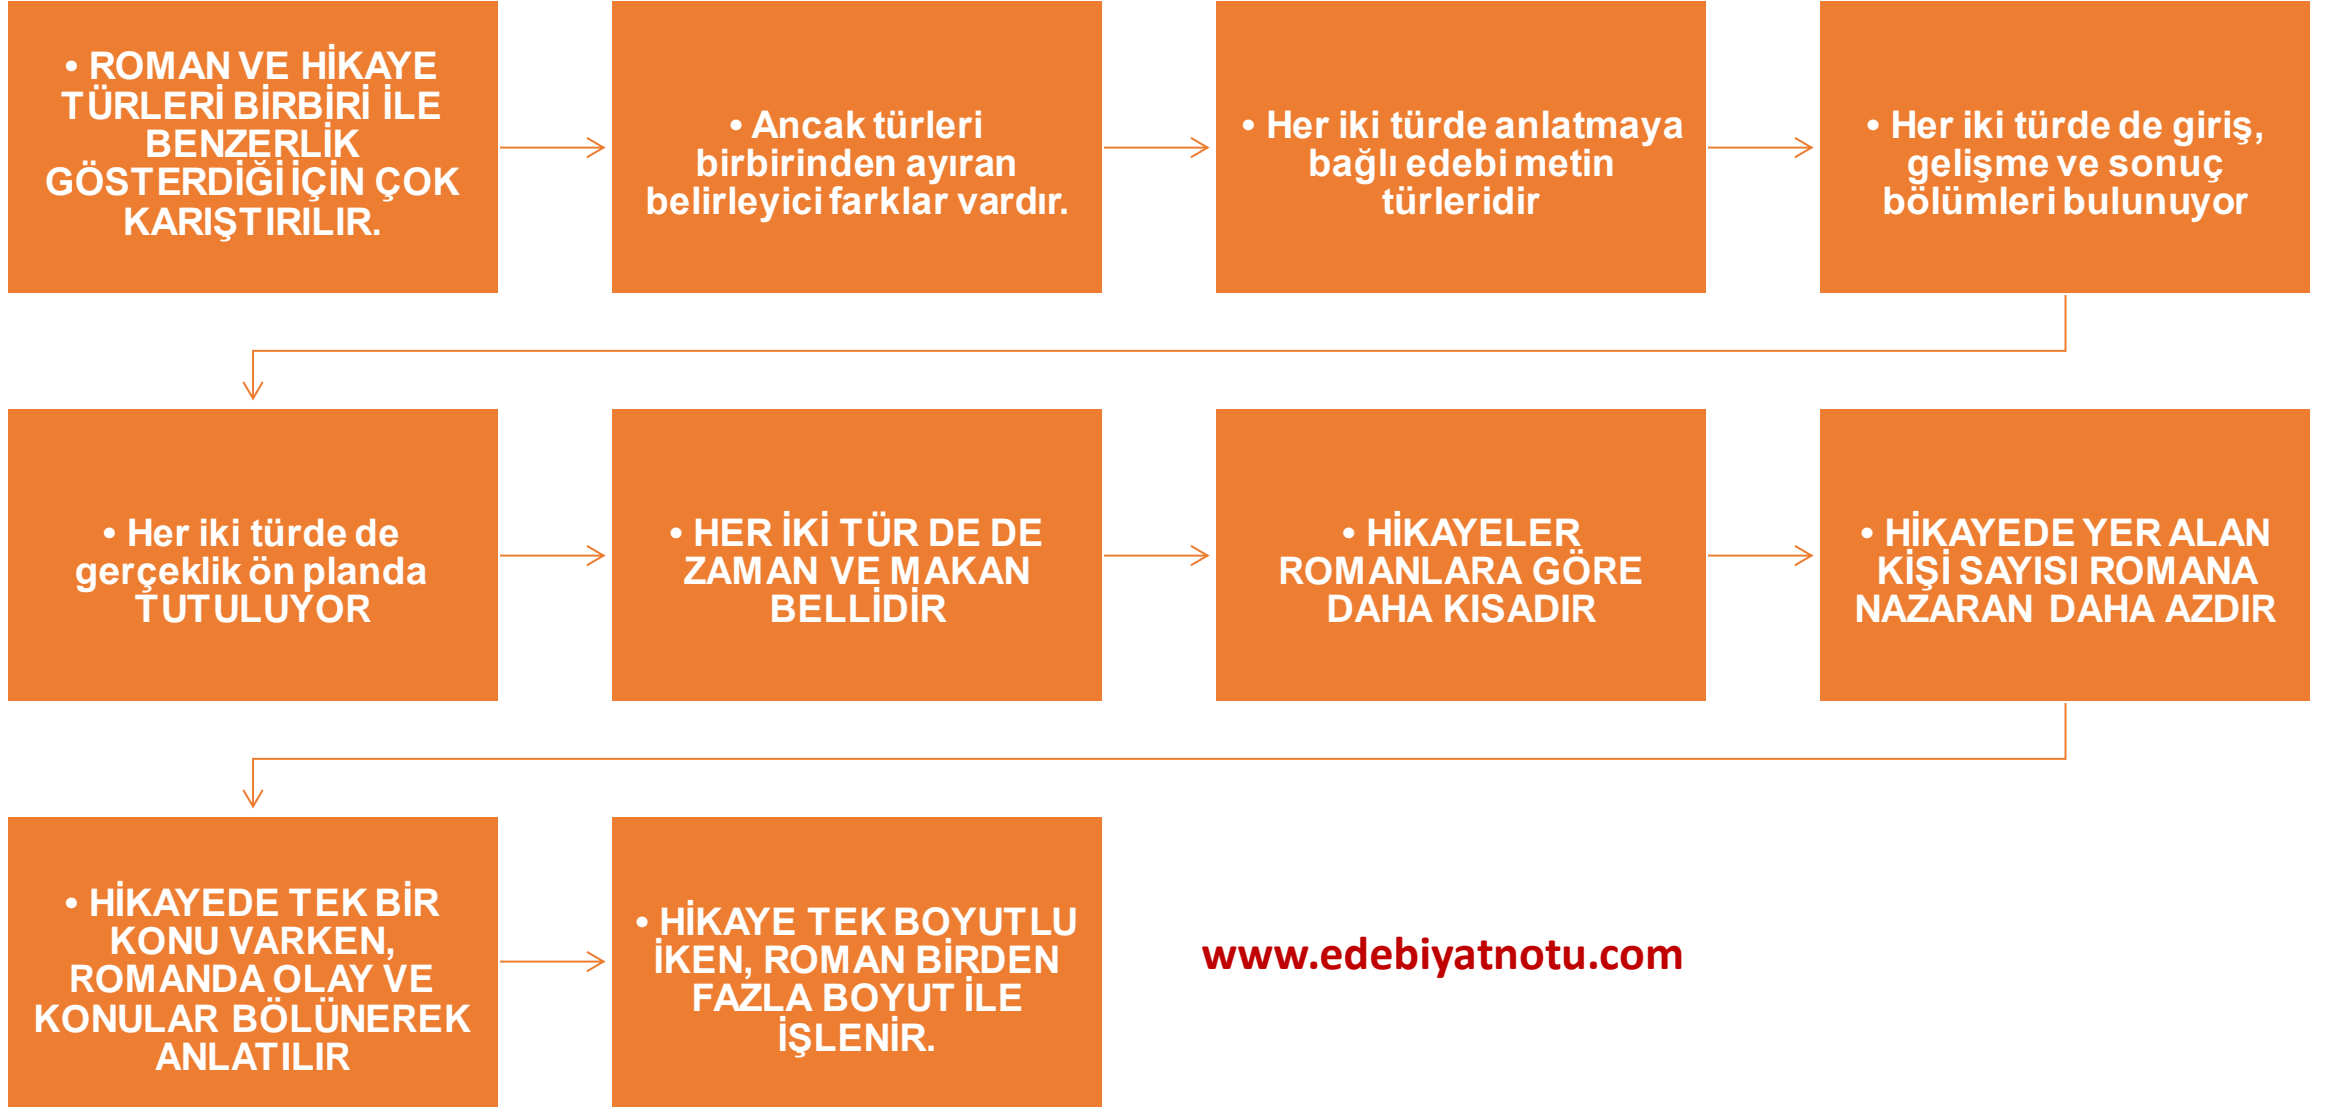 • ROMAN VE HİKAYE
TÜRLERİ BİRBİRİ İLE
BENZERLİK
GÖSTERDİĞİ İÇİN ÇOK
KARIŞTIRILIR.
• Ancak türleri
birbirinden ayıran
belirleyici farklar vardır.
• Her iki türde anlatmaya
bağlı edebi metin
türleridir
• Her iki türde de giriş,
gelişme ve sonuç
bölümleri bulunuyor
• Her iki türde de
gerçeklik ön planda
TUTULUYOR
• HER İKİ TÜR DE DE
ZAMAN VE MAKAN
BELLİDİR
• HİKAYELER
ROMANLARA GÖRE
DAHA KISADIR
• HİKAYEDE YER ALAN
KİŞİ SAYISI ROMANA
NAZARAN DAHA AZDIR
• HİKAYEDE TEK BİR
KONU VARKEN,
ROMANDA OLAY VE
KONULAR BÖLÜNEREK
ANLATILIR
• HİKAYE TEK BOYUTLU
İKEN, ROMAN BİRDEN
FAZLA BOYUT İLE
İŞLENİR.
www.edebiyatnotu.com